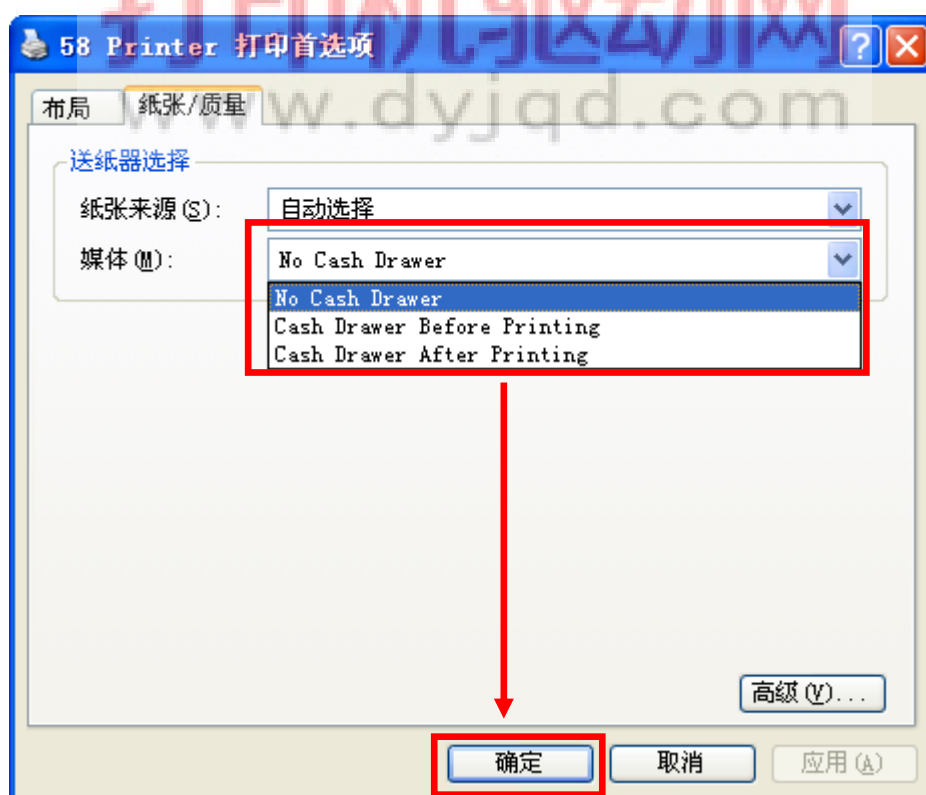 打印机驱动网
www.dyjqd.com
58 Printer 打印首选项
布局 纸张/质量
送纸器选择
纸张来源(S): 自动选择
媒体(M): No Cash Drawer
No Cash Drawer
Cash Drawer Before Printing
Cash Drawer After Printing
高级(V)...
确定 取消 应用(A)